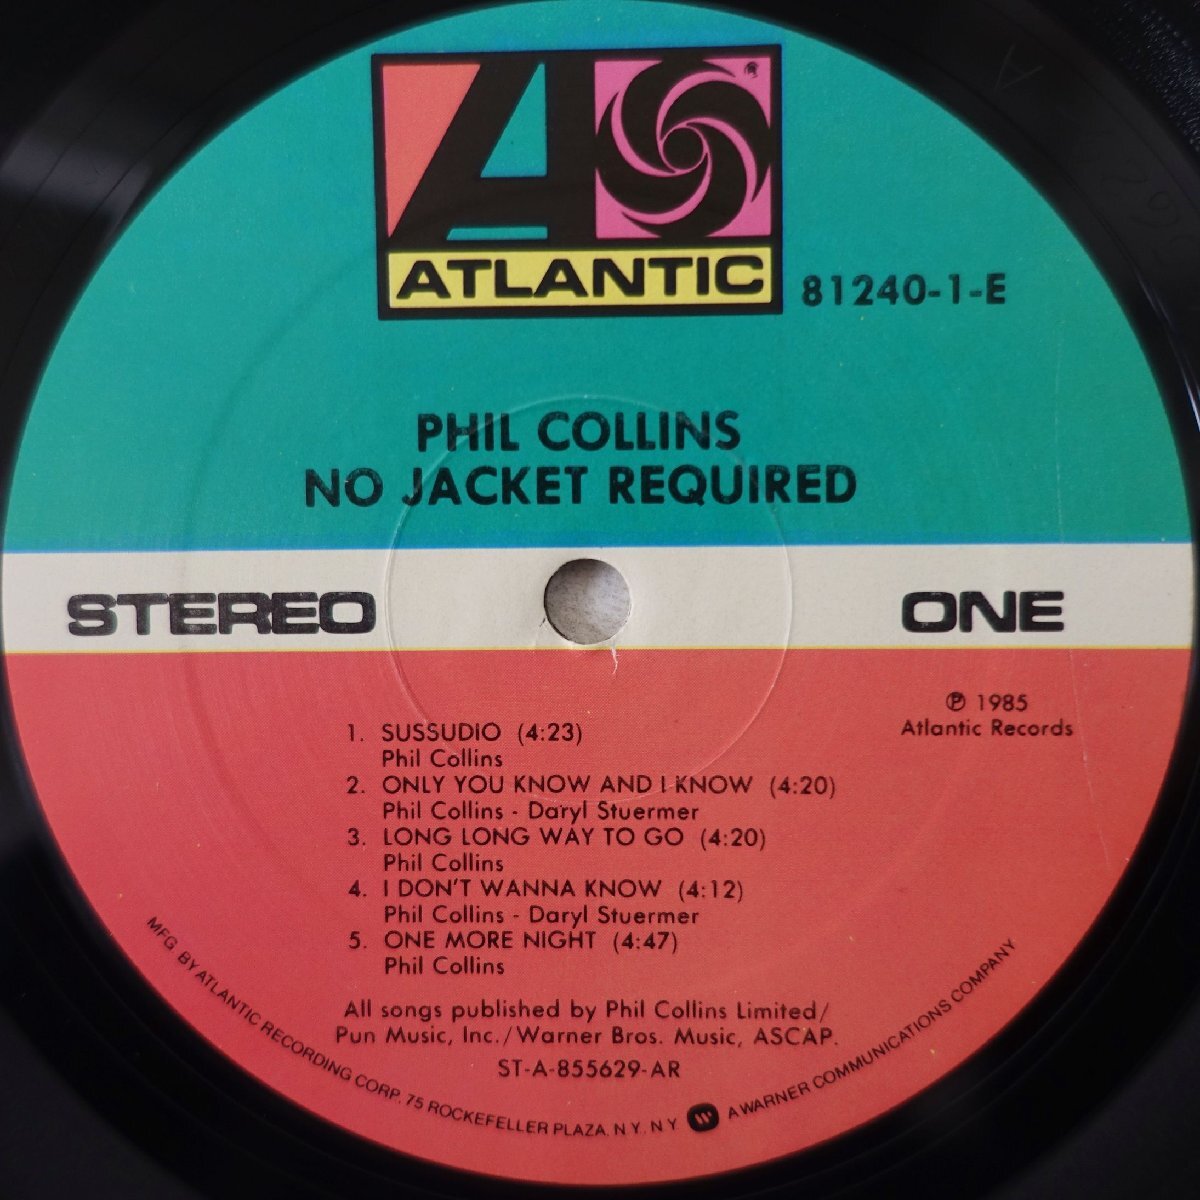 ATLANTIC
81240-1-E
PHIL COLLINS
NO JACKET REQUIRED
STEREO
ONE
℗ 1985
Atlantic Records
1. SUSSUDIO (4:23)
Phil Collins
2. ONLY YOU KNOW AND I KNOW (4:20)
Phil Collins - Daryl Stuermer
3. LONG LONG WAY TO GO (4:20)
Phil Collins
4. I DON'T WANNA KNOW (4:12)
Phil Collins - Daryl Stuermer
5. ONE MORE NIGHT (4:47)
Phil Collins
All songs published by Phil Collins Limited/
Pun Music, Inc./Warner Bros. Music, ASCAP.
ST-A-855629-AR
MFG. BY ATLANTIC RECORDING CORP. 75 ROCKEFELLER PLAZA, N.Y. N.Y. A WARNER COMMUNICATIONS COMPANY